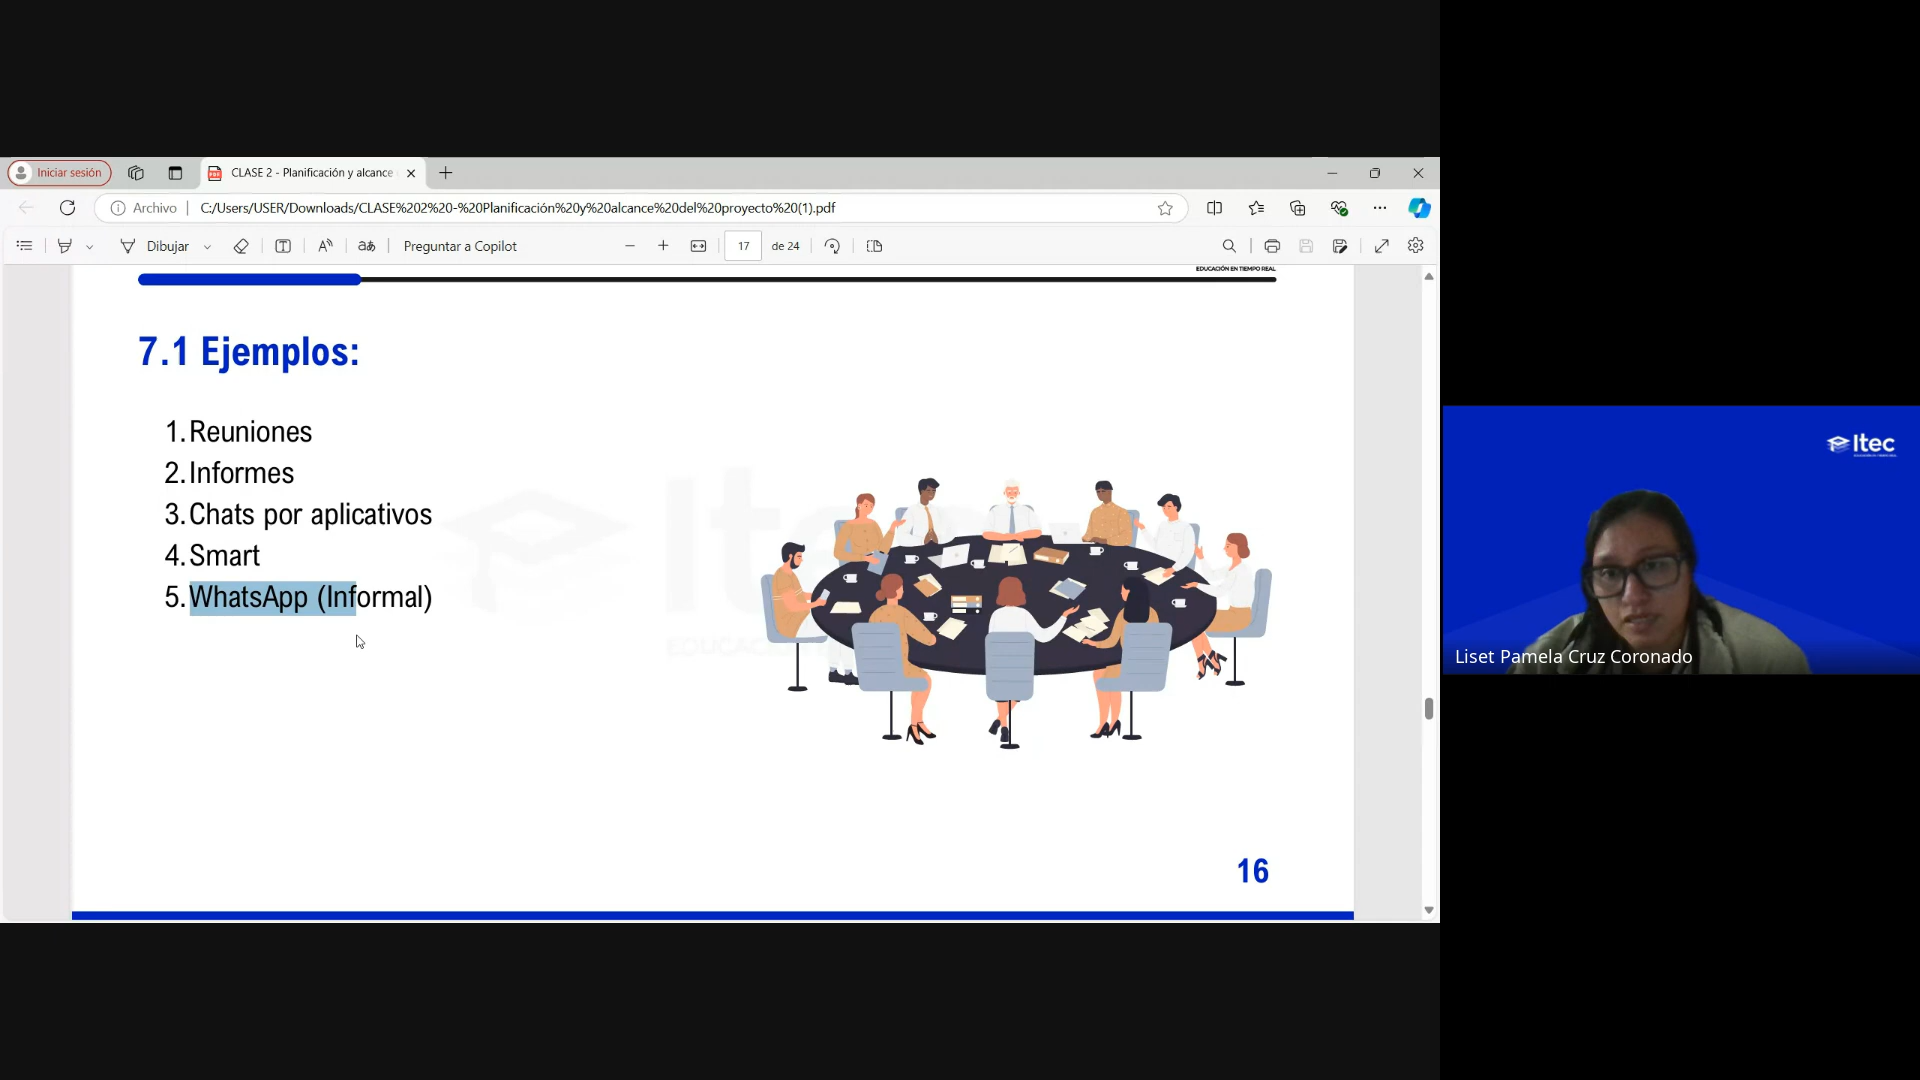 Iniciar sesión
CLASE 2 - Planificación y alcance
Archivo
C:/Users/USER/Downloads/CLASE%202%20-%20Planificación%20y%20alcance%20del%20proyecto%20(1).pdf
Dibujar
aあ
Preguntar a Copilot
17
de 24
EDUCACIÓN EN TIEMPO REAL
7.1 Ejemplos:
1. Reuniones
2. Informes
3. Chats por aplicativos
4. Smart
5. WhatsApp (Informal)
16
Itec
Liset Pamela Cruz Coronado